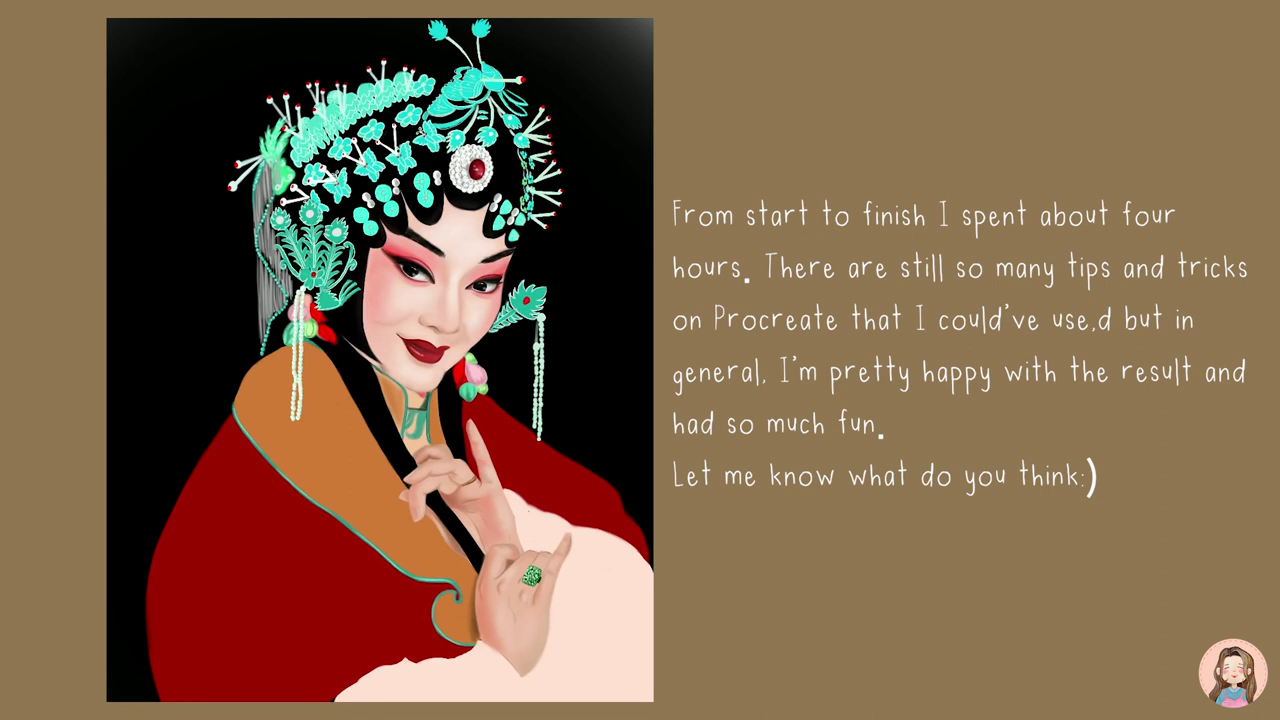 From start to finish I spent about four
hours. There are still so many tips and tricks
on Procreate that I could've use,d but in
general, I'm pretty happy with the result and
had so much fun.
Let me know what do you think:)